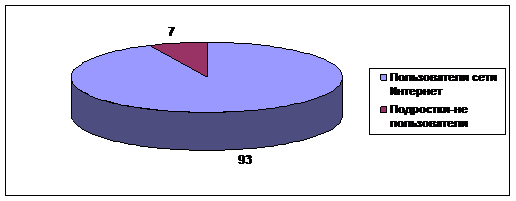 7
93
Пользователи сети
Интернет
Подростки-не
пользователи